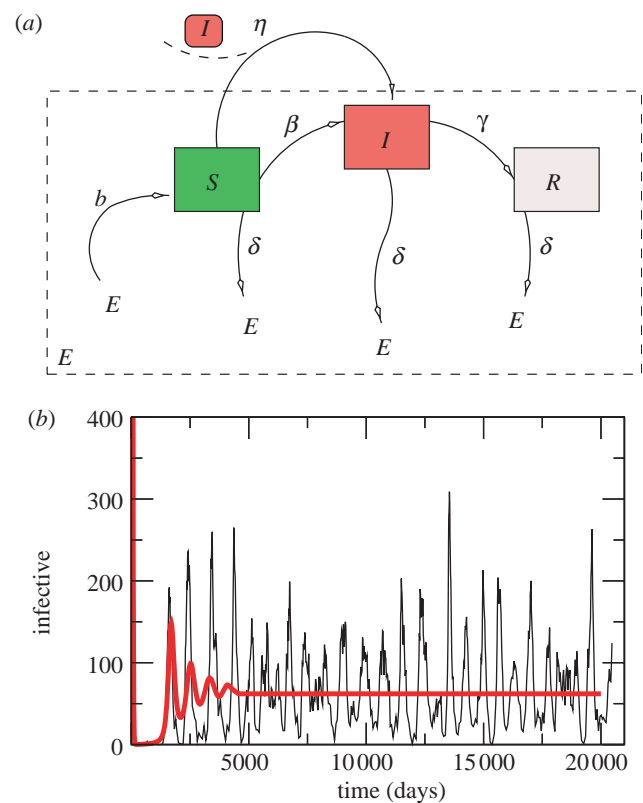 (a)
I
η
β
I
γ
S
R
b
δ
δ
δ
E
E
E
E
E
(b)
400
300
200
100
0
infective
5000
10 000
15 000
20 000
time (days)